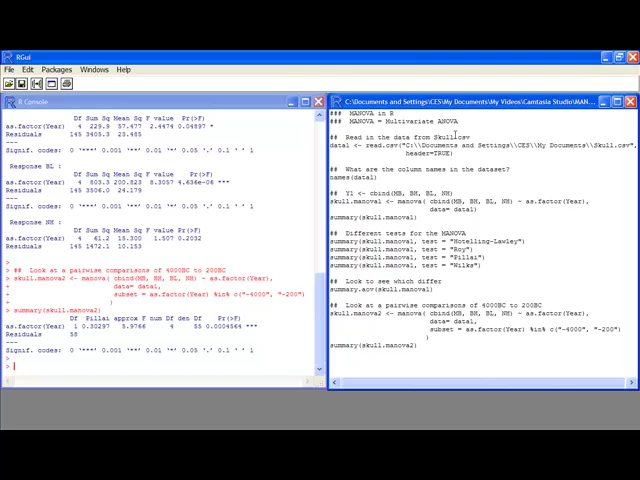 RGui
File Edit Packages Windows Help
R Console
Df Sum Sq Mean Sq F value Pr(>F)
as.factor(Year) 4 229.9 57.477 2.4474 0.04897 *
Residuals 145 3405.3 23.485
---
Signif. codes: 0 '***' 0.001 '**' 0.01 '*' 0.05 '.' 0.1 ' ' 1
Response BL :
Df Sum Sq Mean Sq F value Pr(>F)
as.factor(Year) 4 803.3 200.823 8.3057 4.636e-06 ***
Residuals 145 3506.0 24.179
---
Signif. codes: 0 '***' 0.001 '**' 0.01 '*' 0.05 '.' 0.1 ' ' 1
Response NH :
Df Sum Sq Mean Sq F value Pr(>F)
as.factor(Year) 4 61.2 15.300 1.507 0.2032
Residuals 145 1472.1 10.153
>
> ## Look at a pairwise comparisons of 4000BC to 200BC
> skull.manova2 <- manova( cbind(MB, BH, BL, NH) ~ as.factor(Year),
+ data= data1,
+ subset = as.factor(Year) %in% c("-4000", "-200")
+ )
> summary(skull.manova2)
Df Pillai approx F num Df den Df Pr(>F)
as.factor(Year) 1 0.30297 5.9766 4 55 0.0004564 ***
Residuals 58
---
Signif. codes: 0 '***' 0.001 '**' 0.01 '*' 0.05 '.' 0.1 ' ' 1
>
>
C:\Documents and Settings\CES\My Documents\My Videos\Camtasia Studio\MAN...
### MANOVA in R
### MANOVA = Multivariate ANOVA
## Read in the data from Skull.csv
data1 <- read.csv("C:\\Documents and Settings\\CES\\My Documents\\Skull.csv",
header=TRUE)
## What are the column names in the dataset?
names(data1)
## Y1 <- cbind(MB, BH, BL, NH)
skull.manova1 <- manova( cbind(MB, BH, BL, NH) ~ as.factor(Year),
data= data1)
summary(skull.manova1)
## Different tests for the MANOVA
summary(skull.manova1, test = "Hotelling-Lawley")
summary(skull.manova1, test = "Roy")
summary(skull.manova1, test = "Pillai")
summary(skull.manova1, test = "Wilks")
## Look to see which differ
summary.aov(skull.manova1)
## Look at a pairwise comparisons of 4000BC to 200BC
skull.manova2 <- manova( cbind(MB, BH, BL, NH) ~ as.factor(Year),
data= data1,
subset = as.factor(Year) %in% c("-4000", "-200")
)
summary(skull.manova2)